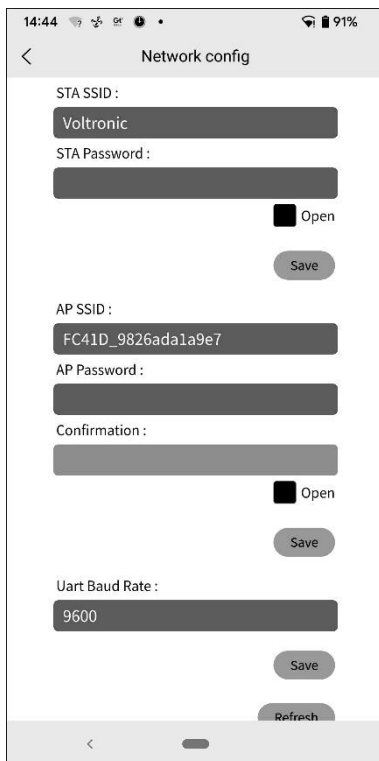 14:44 91%
Network config
STA SSID :
Voltronic
STA Password :
Open
Save
AP SSID :
FC41D_9826ada1a9e7
AP Password :
Confirmation :
Open
Save
Uart Baud Rate :
9600
Save
Refresh